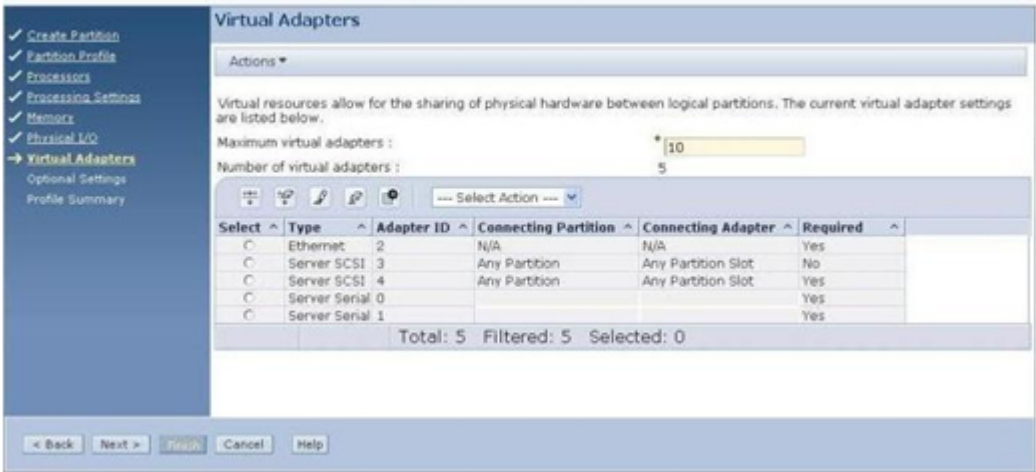 Virtual Adapters
Create Partition
Partition Profile
Processors
Processing Settings
Memory
Physical I/O
Virtual Adapters
Optional Settings
Profile Summary
Actions
Virtual resources allow for the sharing of physical hardware between logical partitions. The current virtual adapter settings
are listed below.
Maximum virtual adapters : * 10
Number of virtual adapters : 5
--- Select Action ---
Select Type Adapter ID Connecting Partition Connecting Adapter Required
Ethernet 2 N/A N/A Yes
Server SCSI 3 Any Partition Any Partition Slot No
Server SCSI 4 Any Partition Any Partition Slot Yes
Server Serial 0 Yes
Server Serial 1 Yes
Total: 5 Filtered: 5 Selected: 0
< Back Next > Finish Cancel Help